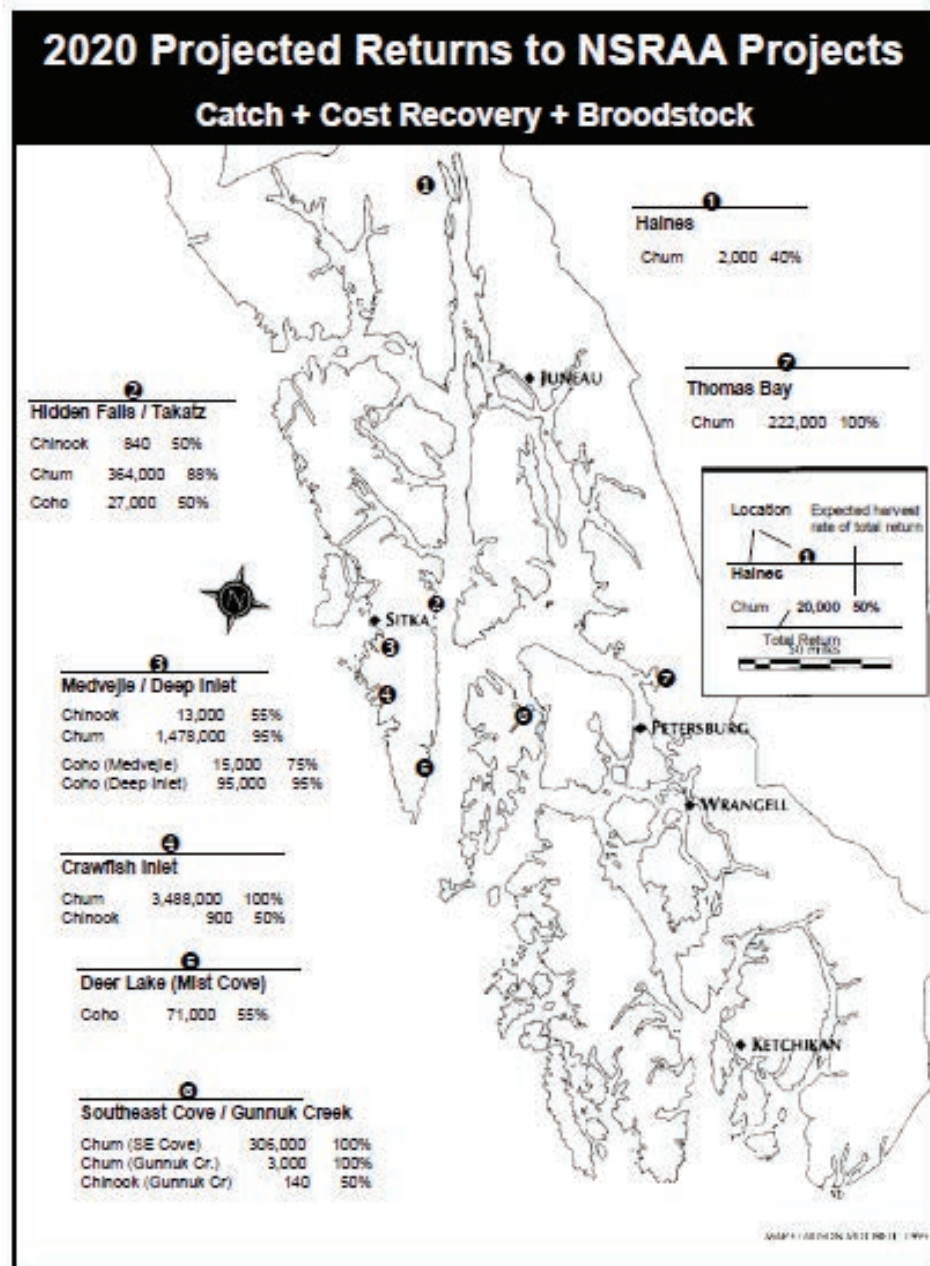 2020 Projected Returns to NSRAA Projects
Catch + Cost Recovery + Broodstock
1
1
Haines
Chum 2,000 40%
JUNEAU
7
Thomas Bay
Chum 222,000 100%
2
Hidden Falls / Takatz
Chinook 840 50%
Chum 364,000 88%
Coho 27,000 50%
Location Expected harvest
rate of total return
1
Haines
Chum 20,000 50%
Total Return
30 miles
N
2
SITKA
3
4
7
6
PETERSBURG
WRANGELL
KETCHIKAN
3
Medvejie / Deep Inlet
Chinook 13,000 55%
Chum 1,478,000 95%
Coho (Medvejie) 15,000 75%
Coho (Deep Inlet) 95,000 95%
4
Crawfish Inlet
Chum 3,488,000 100%
Chinook 900 50%
Deer Lake (Mist Cove)
Coho 71,000 55%
6
Southeast Cove / Gunnuk Creek
Chum (SE Cove) 306,000 100%
Chum (Gunnuk Cr.) 3,000 100%
Chinook (Gunnuk Cr) 140 50%